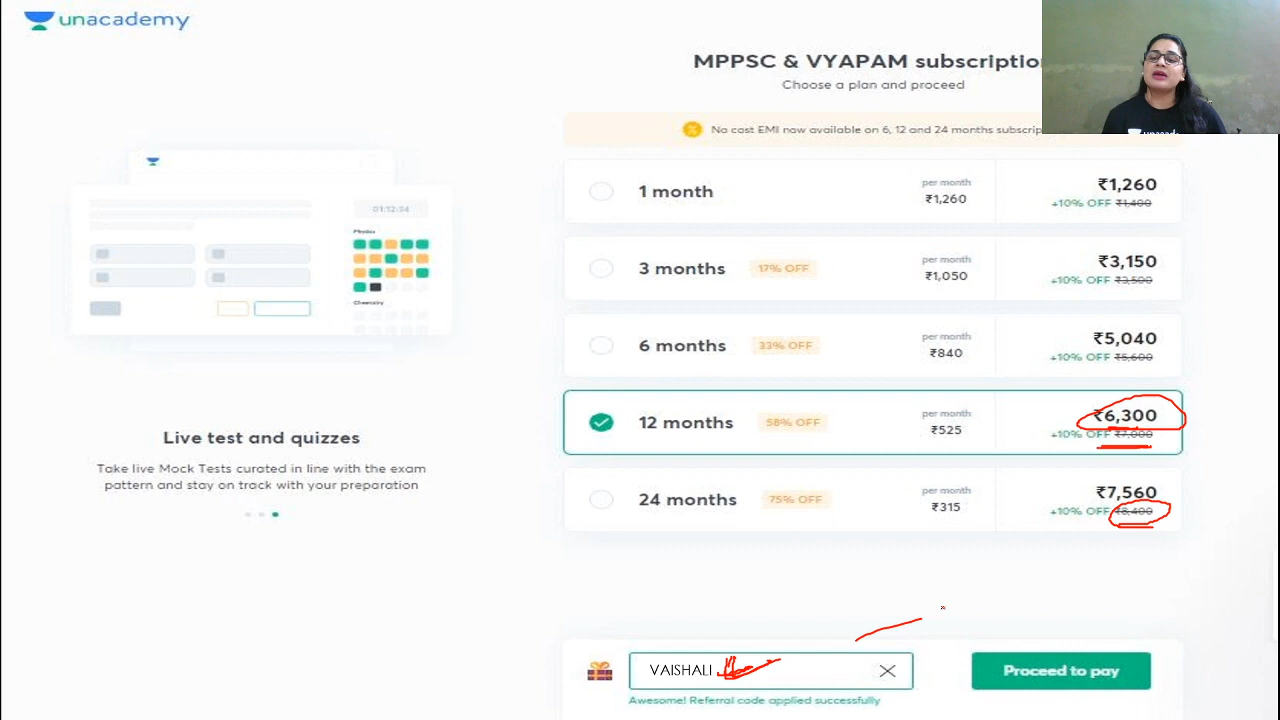 unacademy
MPPSC & VYAPAM subscription
Choose a plan and proceed
No cost EMI now available on 6, 12 and 24 months
1 month
per month
₹1,260
₹1,260
+10% OFF ₹1,400
3 months 17% OFF
per month
₹1,050
₹3,150
+10% OFF ₹3,500
6 months 33% OFF
per month
₹840
₹5,040
+10% OFF ₹5,600
12 months 58% OFF
per month
₹525
₹6,300
+10% OFF ₹7,000
24 months 75% OFF
per month
₹315
₹7,560
+10% OFF ₹8,400
01:12:34
Physics
Chemistry
Live test and quizzes
Take live Mock Tests curated in line with the exam
pattern and stay on track with your preparation
VAISHALI
Awesome! Referral code applied successfully
Proceed to pay